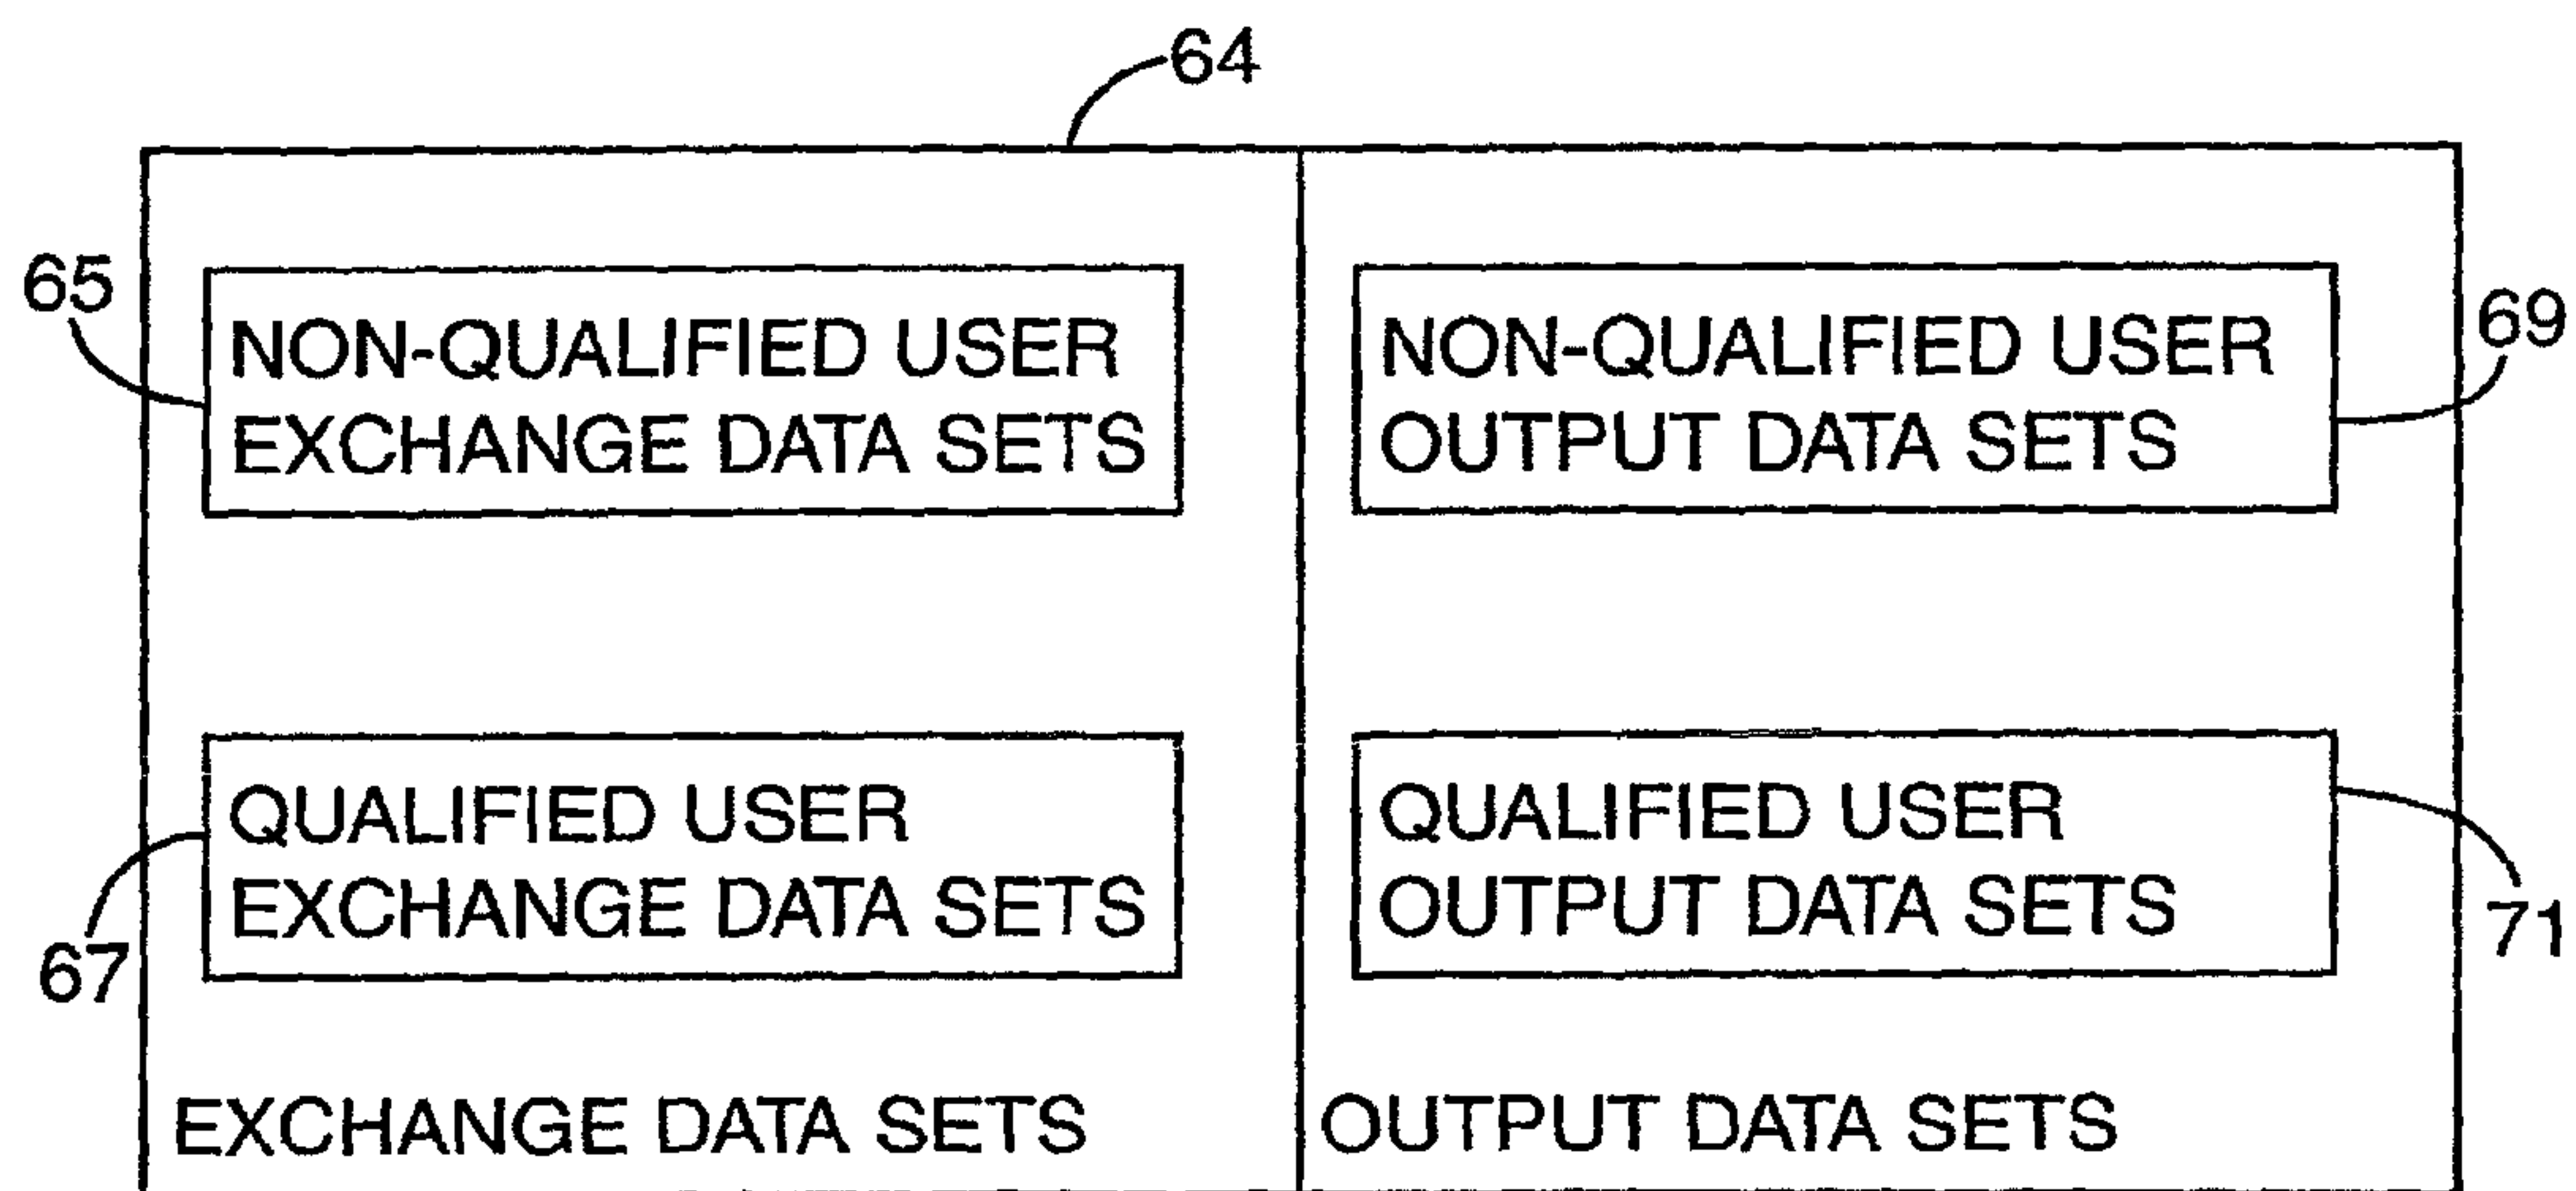 64
65
NON-QUALIFIED USER
EXCHANGE DATA SETS
NON-QUALIFIED USER
OUTPUT DATA SETS
69
QUALIFIED USER
EXCHANGE DATA SETS
67
QUALIFIED USER
OUTPUT DATA SETS
71
EXCHANGE DATA SETS
OUTPUT DATA SETS